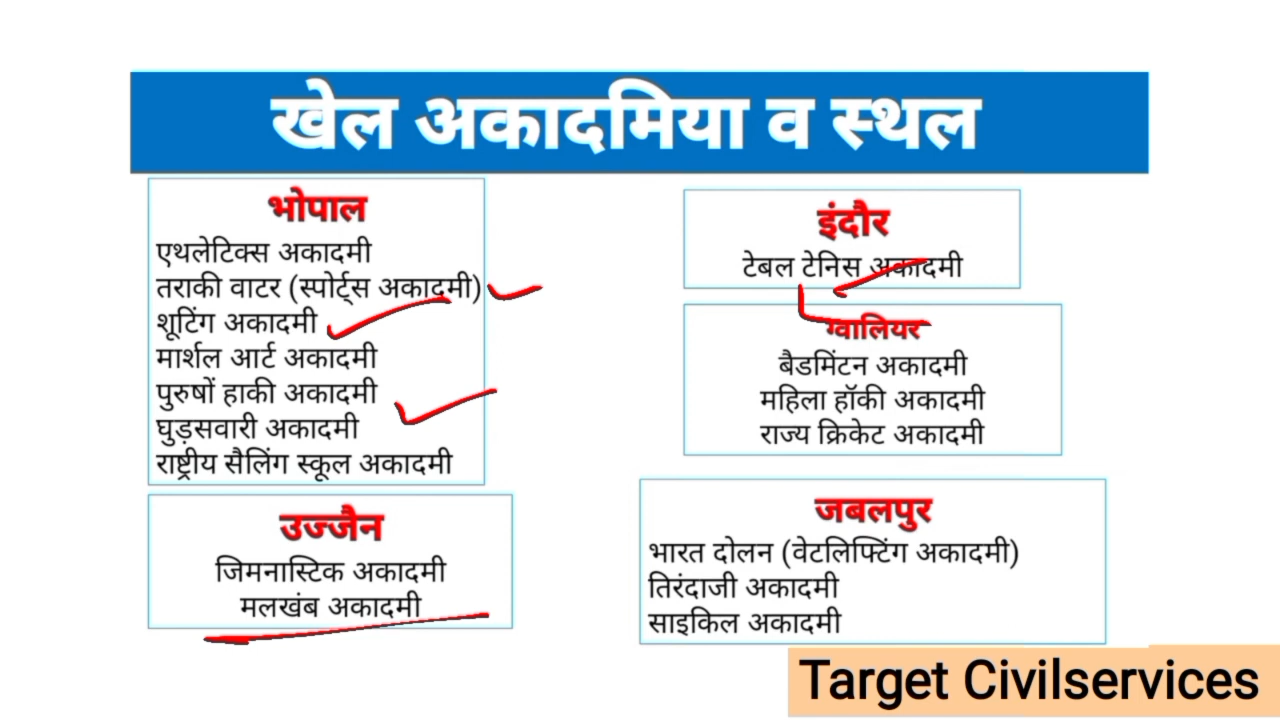 खेल अकादमिया व स्थल
भोपाल
एथलेटिक्स अकादमी
तराकी वाटर (स्पोर्ट्स अकादमी)
शूटिंग अकादमी
मार्शल आर्ट अकादमी
पुरुषों हाकी अकादमी
घुड़सवारी अकादमी
राष्ट्रीय सैलिंग स्कूल अकादमी
उज्जैन
जिमनास्टिक अकादमी
मलखंब अकादमी
इंदौर
टेबल टेनिस अकादमी
ग्वालियर
बैडमिंटन अकादमी
महिला हॉकी अकादमी
राज्य क्रिकेट अकादमी
जबलपुर
भारत दोलन (वेटलिफ्टिंग अकादमी)
तिरंदाजी अकादमी
साइकिल अकादमी
Target Civilservices